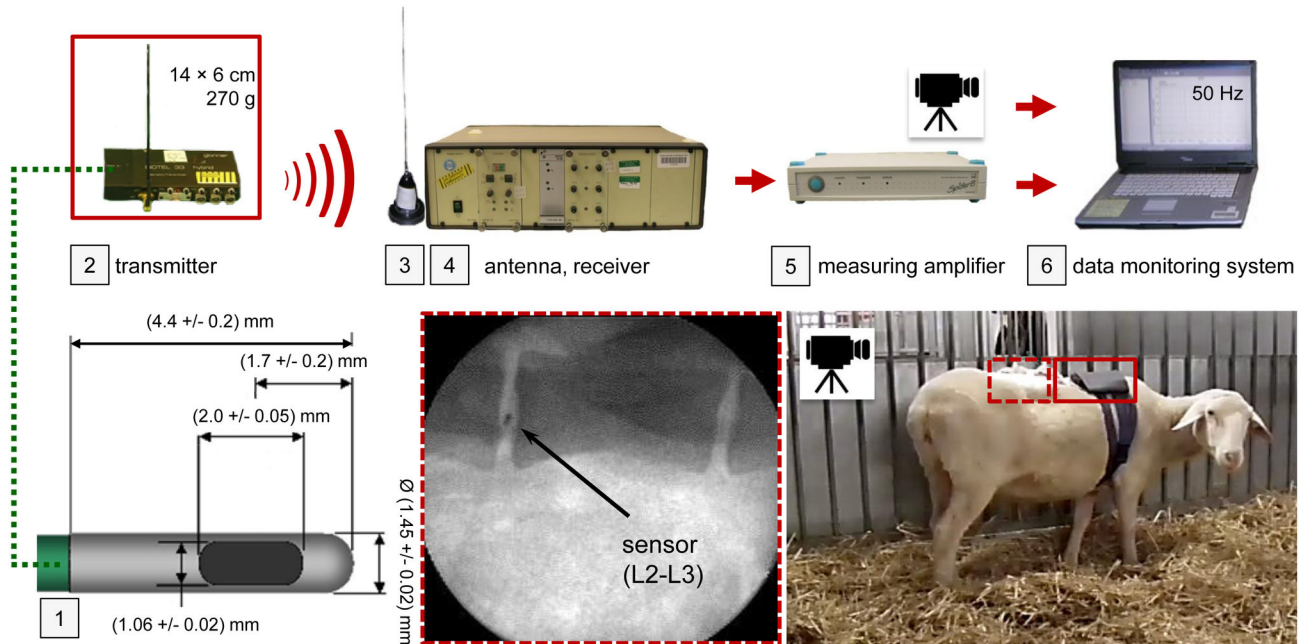 14 × 6 cm
270 g
50 Hz
2 transmitter
3 4 antenna, receiver
5 measuring amplifier
6 data monitoring system
(4.4 +/- 0.2) mm
(1.7 +/- 0.2) mm
(2.0 +/- 0.05) mm
Ø (1.45 +/- 0.02) mm
sensor
(L2-L3)
1
(1.06 +/- 0.02) mm